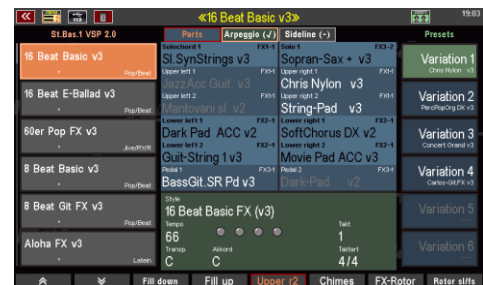 «16 Beat Basic v3»
19:03
St.Bas.1 VSP 2.0
Parts
Arpeggio (√)
Sideline (-)
Presets
16 Beat Basic v3
Pop/Beat
16 Beat E-Ballad v3
Pop/Beat
60er Pop FX v3
Jive/R'n'R
8 Beat Basic v3
Pop/Beat
8 Beat Git FX v3
Pop/Beat
Aloha FX v3
Latein
Solochord 1
FX1-1
Sl.SynStrings v3
Solo 1
FX3-2
Sopran-Sax + v3
Upper left 1
FX1-1
JazzAcc Guit. v3
Upper right 1
FX1-1
Chris Nylon v3
Upper left 2
FX1-1
Mantovani sl. v2
Upper right 2
FX1-1
String-Pad v3
Lower left 1
FX2-1
Dark Pad ACC v2
Lower right 1
FX2-1
SoftChorus DX v2
Lower left 2
FX2-1
Guit-String 1 v3
Lower right 2
FX2-1
Movie Pad ACC v3
Pedal 1
FX3-1
BassGit.SR Pd v3
Pedal 2
FX3-1
Dark-Pad v2
Style
16 Beat Basic FX (v3)
Tempo
66
Takt
1
Transp.
C
Akkord
C
Taktart
4/4
Variation 1
Chris Nylon v3
Variation 2
PercPopOrg DX v3
Variation 3
Concert Grand v3
Variation 4
Carlos-Git.FX v3
Variation 5
Variation 6
Fill down
Fill up
Upper r2
Chimes
FX-Rotor
Rotor sl/fs